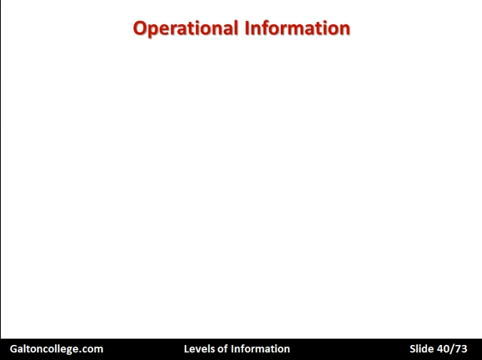 Operational Information
Galtoncollege.com Levels of Information Slide 40/73